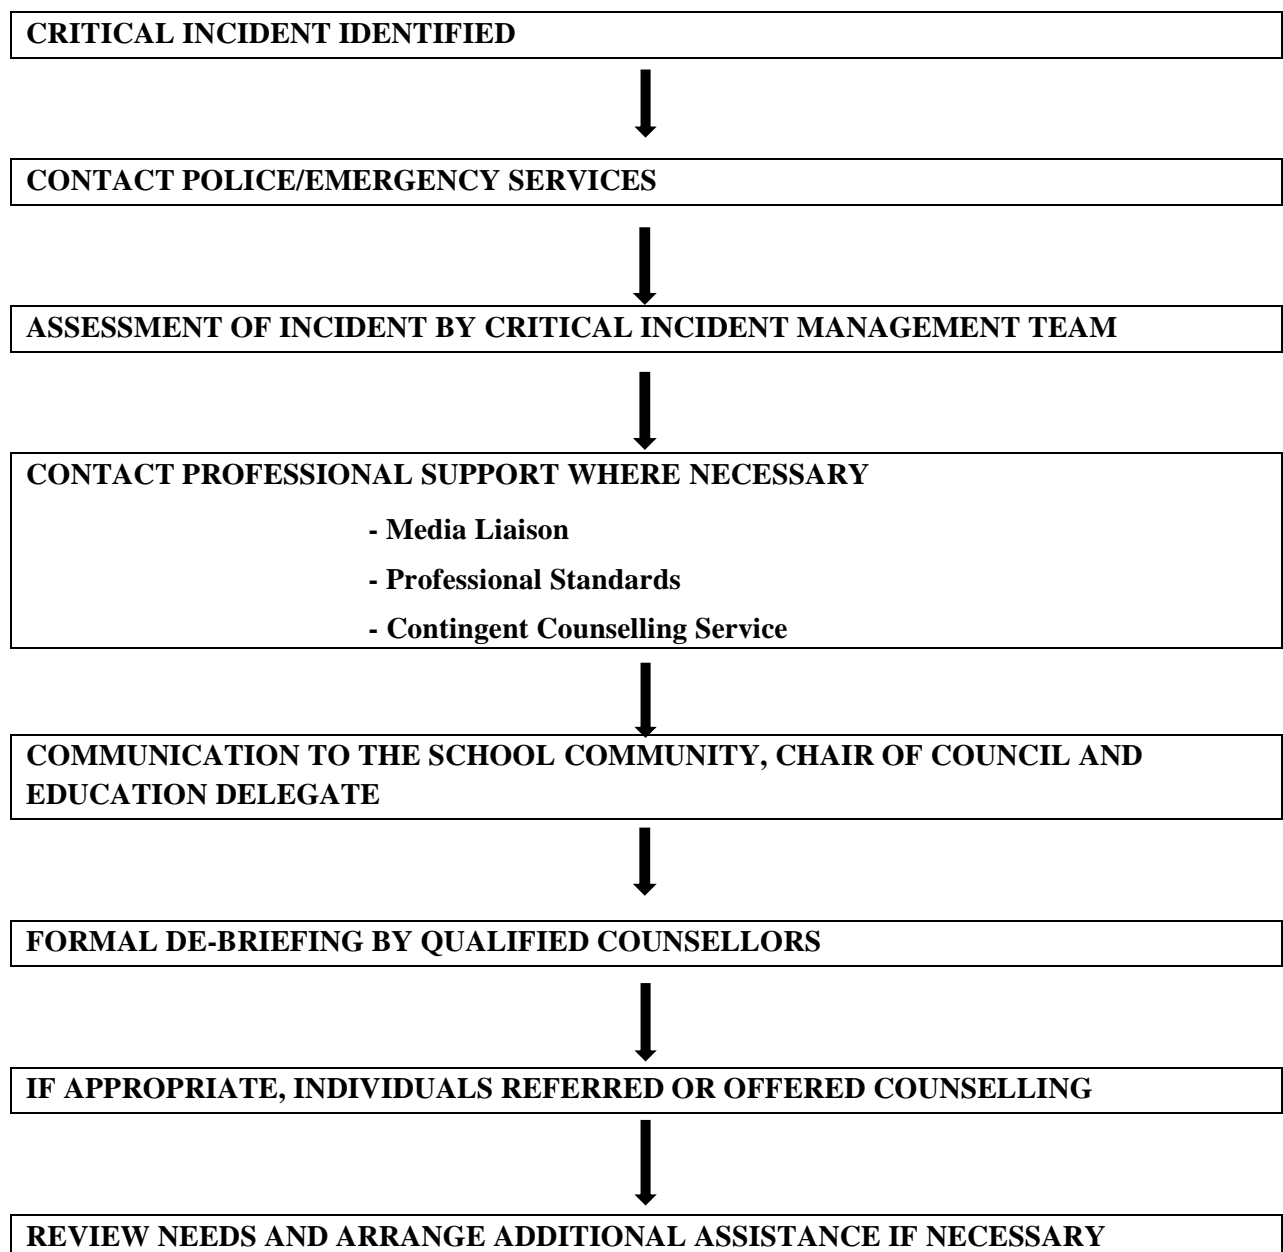 CRITICAL INCIDENT IDENTIFIED
CONTACT POLICE/EMERGENCY SERVICES
ASSESSMENT OF INCIDENT BY CRITICAL INCIDENT MANAGEMENT TEAM
CONTACT PROFESSIONAL SUPPORT WHERE NECESSARY
- Media Liaison
- Professional Standards
- Contingent Counselling Service
COMMUNICATION TO THE SCHOOL COMMUNITY, CHAIR OF COUNCIL AND
EDUCATION DELEGATE
FORMAL DE-BRIEFING BY QUALIFIED COUNSELLORS
IF APPROPRIATE, INDIVIDUALS REFERRED OR OFFERED COUNSELLING
REVIEW NEEDS AND ARRANGE ADDITIONAL ASSISTANCE IF NECESSARY